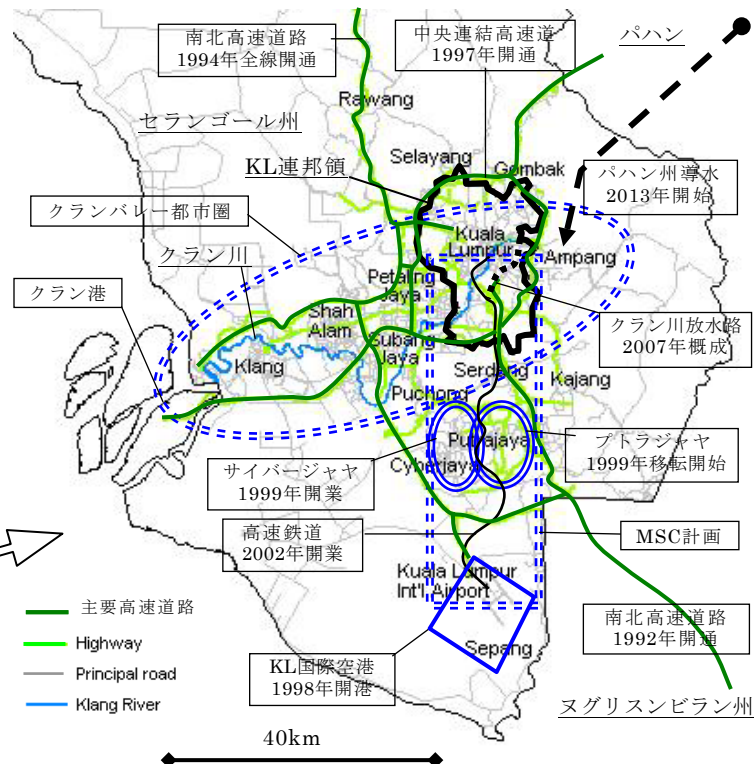 南北高速道路
1994年全線開通
中央連結高速道
1997年開通
パハン
Rawang
セランゴール州
Selayang
Gombak
KL連邦領
パハン州導水
2013年開始
クランバレー都市圏
Kuala
Lumpur
クラン川
Ampang
Petaling
Jaya
クラン港
Shah
Alam
クラン川放水路
2007年概成
Subang
Jaya
Klang
Serdang
Kajang
Puchong
Putrajaya
プトラジャヤ
1999年移転開始
サイバージャヤ
1999年開業
Cyberjaya
高速鉄道
2002年開業
MSC計画
Kuala Lumpur
Int'l Airport
主要高速道路
南北高速道路
1992年開通
Highway
Sepang
KL国際空港
1998年開港
Principal road
Klang River
ヌグリスンビラン州
40km